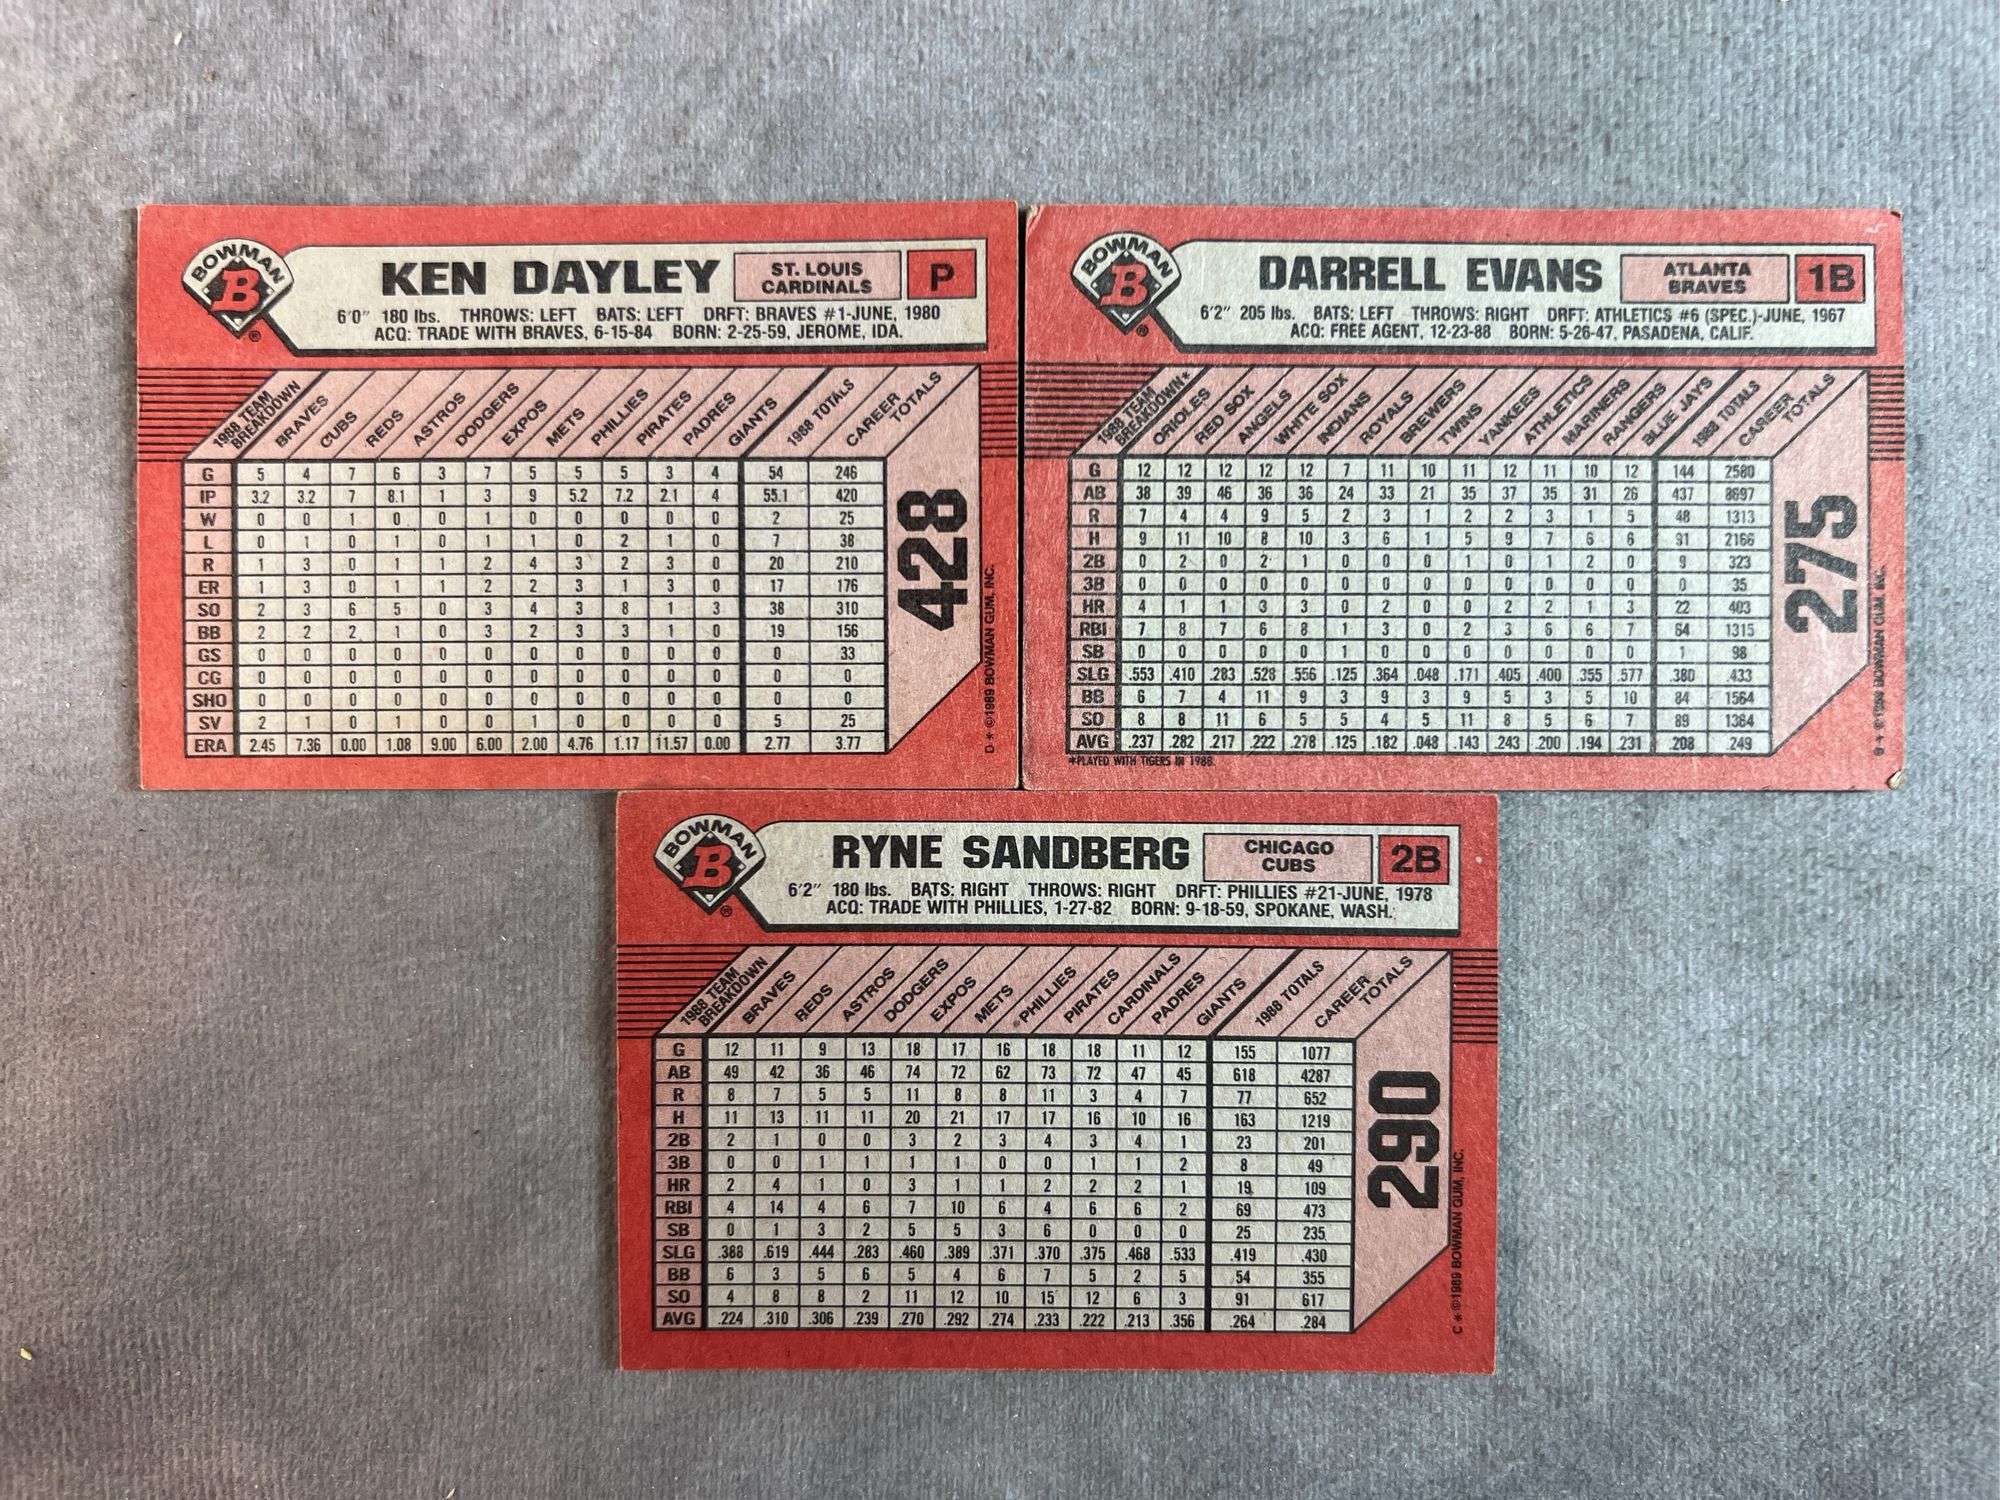 BOWMAN
B
®
KEN DAYLEY
ST. LOUIS CARDINALS
P
6'0" 180 lbs. THROWS: LEFT BATS: LEFT DRFT: BRAVES #1-JUNE, 1980
ACQ: TRADE WITH BRAVES, 6-15-84 BORN: 2-25-59, JEROME, IDA.
1988 TEAM BREAKDOWN BRAVES CUBS REDS ASTROS DODGERS EXPOS METS PHILLIES PIRATES PADRES GIANTS 1988 TOTALS CAREER TOTALS
G 5 4 7 6 3 7 5 5 5 3 4 54 246
IP 3.2 3.2 7 8.1 1 3 9 5.2 7.2 2.1 4 55.1 420
W 0 0 1 0 0 1 0 0 0 0 0 2 25
L 0 1 0 1 0 1 1 0 2 1 0 7 38
R 1 3 0 1 1 2 4 3 2 3 0 20 210
ER 1 3 0 1 1 2 2 3 1 3 0 17 176
SO 2 3 6 5 0 3 4 3 8 1 3 38 310
BB 2 2 2 1 0 3 2 3 3 1 0 19 156
GS 0 0 0 0 0 0 0 0 0 0 0 0 33
CG 0 0 0 0 0 0 0 0 0 0 0 0 0
SHO 0 0 0 0 0 0 0 0 0 0 0 0 0
SV 2 1 0 1 0 0 1 0 0 0 0 5 25
ERA 2.45 7.36 0.00 1.08 9.00 6.00 2.00 4.76 1.17 11.57 0.00 2.77 3.77
428
D * © 1989 BOWMAN GUM, INC.
BOWMAN
B
®
DARRELL EVANS
ATLANTA BRAVES
1B
6'2" 205 lbs. BATS: LEFT THROWS: RIGHT DRFT: ATHLETICS #6 (SPEC.)-JUNE, 1967
ACQ: FREE AGENT, 12-23-88 BORN: 5-26-47, PASADENA, CALIF.
1988 TEAM BREAKDOWN* ORIOLES RED SOX ANGELS WHITE SOX INDIANS ROYALS BREWERS TWINS YANKEES ATHLETICS MARINERS RANGERS BLUE JAYS 1988 TOTALS CAREER TOTALS
G 12 12 12 12 12 7 11 10 11 12 11 10 12 144 2580
AB 38 39 46 36 36 24 33 21 35 37 35 31 26 437 8697
R 7 4 4 9 5 2 3 1 2 2 3 1 5 48 1313
H 9 11 10 8 10 3 6 1 5 9 7 6 6 91 2166
2B 0 2 0 2 1 0 0 0 1 0 1 2 0 9 323
3B 0 0 0 0 0 0 0 0 0 0 0 0 0 0 35
HR 4 1 1 3 3 0 2 0 0 2 2 1 3 22 403
RBI 7 8 7 6 8 1 3 0 2 3 6 6 7 64 1315
SB 0 0 0 0 0 1 0 0 0 0 0 0 0 1 98
SLG .553 .410 .283 .528 .556 .125 .364 .048 .171 .405 .400 .355 .577 .380 .433
BB 6 7 4 11 9 3 9 3 9 5 3 5 10 84 1564
SO 8 8 11 6 5 5 4 5 11 8 5 6 7 89 1384
AVG .237 .282 .217 .222 .278 .125 .182 .048 .143 .243 .200 .194 .231 .208 .249
*PLAYED WITH TIGERS IN 1988.
275
B * © 1989 BOWMAN GUM, INC.
BOWMAN
B
®
RYNE SANDBERG
CHICAGO CUBS
2B
6'2" 180 lbs. BATS: RIGHT THROWS: RIGHT DRFT: PHILLIES #21-JUNE, 1978
ACQ: TRADE WITH PHILLIES, 1-27-82 BORN: 9-18-59, SPOKANE, WASH.
1988 TEAM BREAKDOWN BRAVES REDS ASTROS DODGERS EXPOS METS PHILLIES PIRATES CARDINALS PADRES GIANTS 1988 TOTALS CAREER TOTALS
G 12 11 9 13 18 17 16 18 18 11 12 155 1077
AB 49 42 36 46 74 72 62 73 72 47 45 618 4287
R 8 7 5 5 11 8 8 11 3 4 7 77 652
H 11 13 11 11 20 21 17 17 16 10 16 163 1219
2B 2 1 0 0 3 2 3 4 3 4 1 23 201
3B 0 0 1 1 1 1 0 0 1 1 2 8 49
HR 2 4 1 0 3 1 1 2 2 2 1 19 109
RBI 4 14 4 6 7 10 6 4 6 6 2 69 473
SB 0 1 3 2 5 5 3 6 0 0 0 25 235
SLG .388 .619 .444 .283 .460 .389 .371 .370 .375 .468 .533 .419 .430
BB 6 3 5 6 5 4 6 7 5 2 5 54 355
SO 4 8 8 2 11 12 10 15 12 6 3 91 617
AVG .224 .310 .306 .239 .270 .292 .274 .233 .222 .213 .356 .264 .284
290
C * © 1989 BOWMAN GUM, INC.